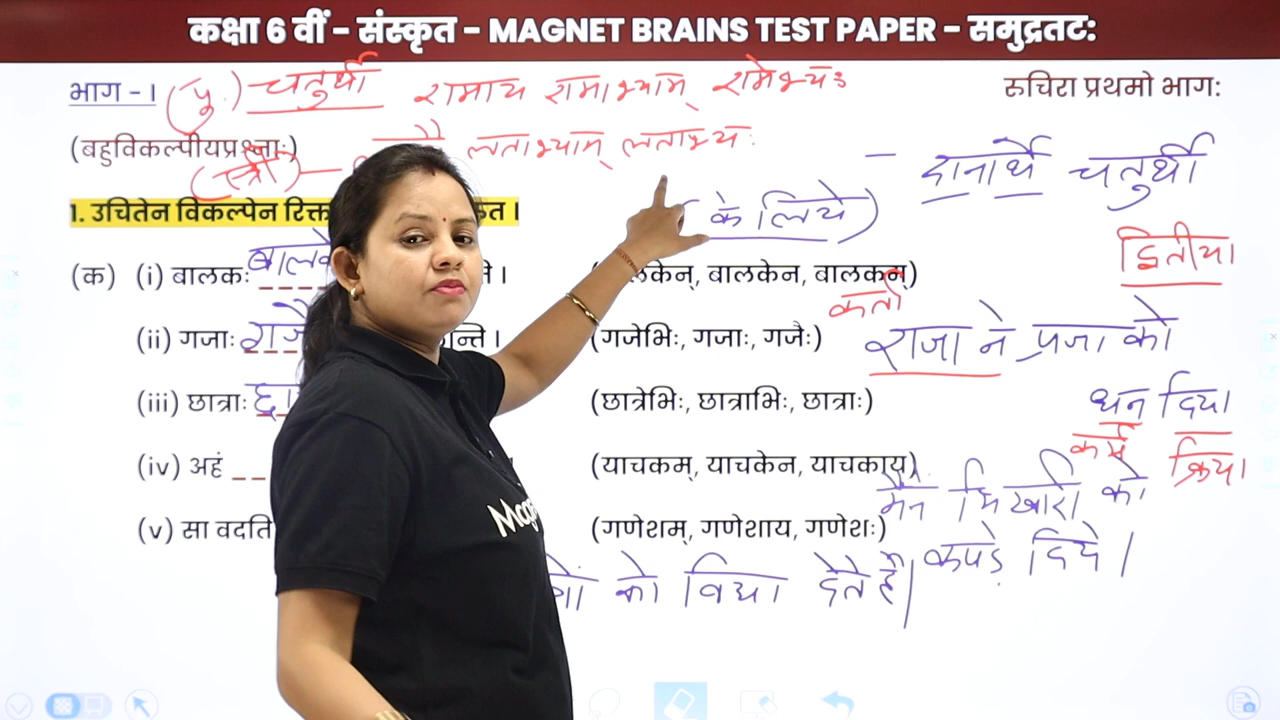 कक्षा 6 वीं - संस्कृत - MAGNET BRAINS TEST PAPER - समुद्रतट:
भाग - I (पु.) चतुर्थी रामाय रामाभ्याम् रामेभ्यः रुचिरा प्रथमो भाग:
(बहुविकल्पीयप्रश्ना:)
(स्त्री) लताभ्याम् लताभ्यः
- दानार्थे चतुर्थी
1. उचितेन विकल्पेन
(के लिये)
द्वितीया
(क) (i) बालक: (बालकेन, बालकम्)
कर्ता
(ii) गजा: (गजेभि:, गजा:, गजै:)
राजा ने प्रजा को
धन दिया
कर्म क्रिया
(iii) छात्रा: (छात्रेभि:, छात्राभि:, छात्रा:)
(iv) अहं _ _ (याचकम्, याचकेन, याचकाय)
मैंने भिखारी को
कपड़े दिये।
(v) सा वदति (गणेशम्, गणेशाय, गणेश:)
को विद्या देते हैं।